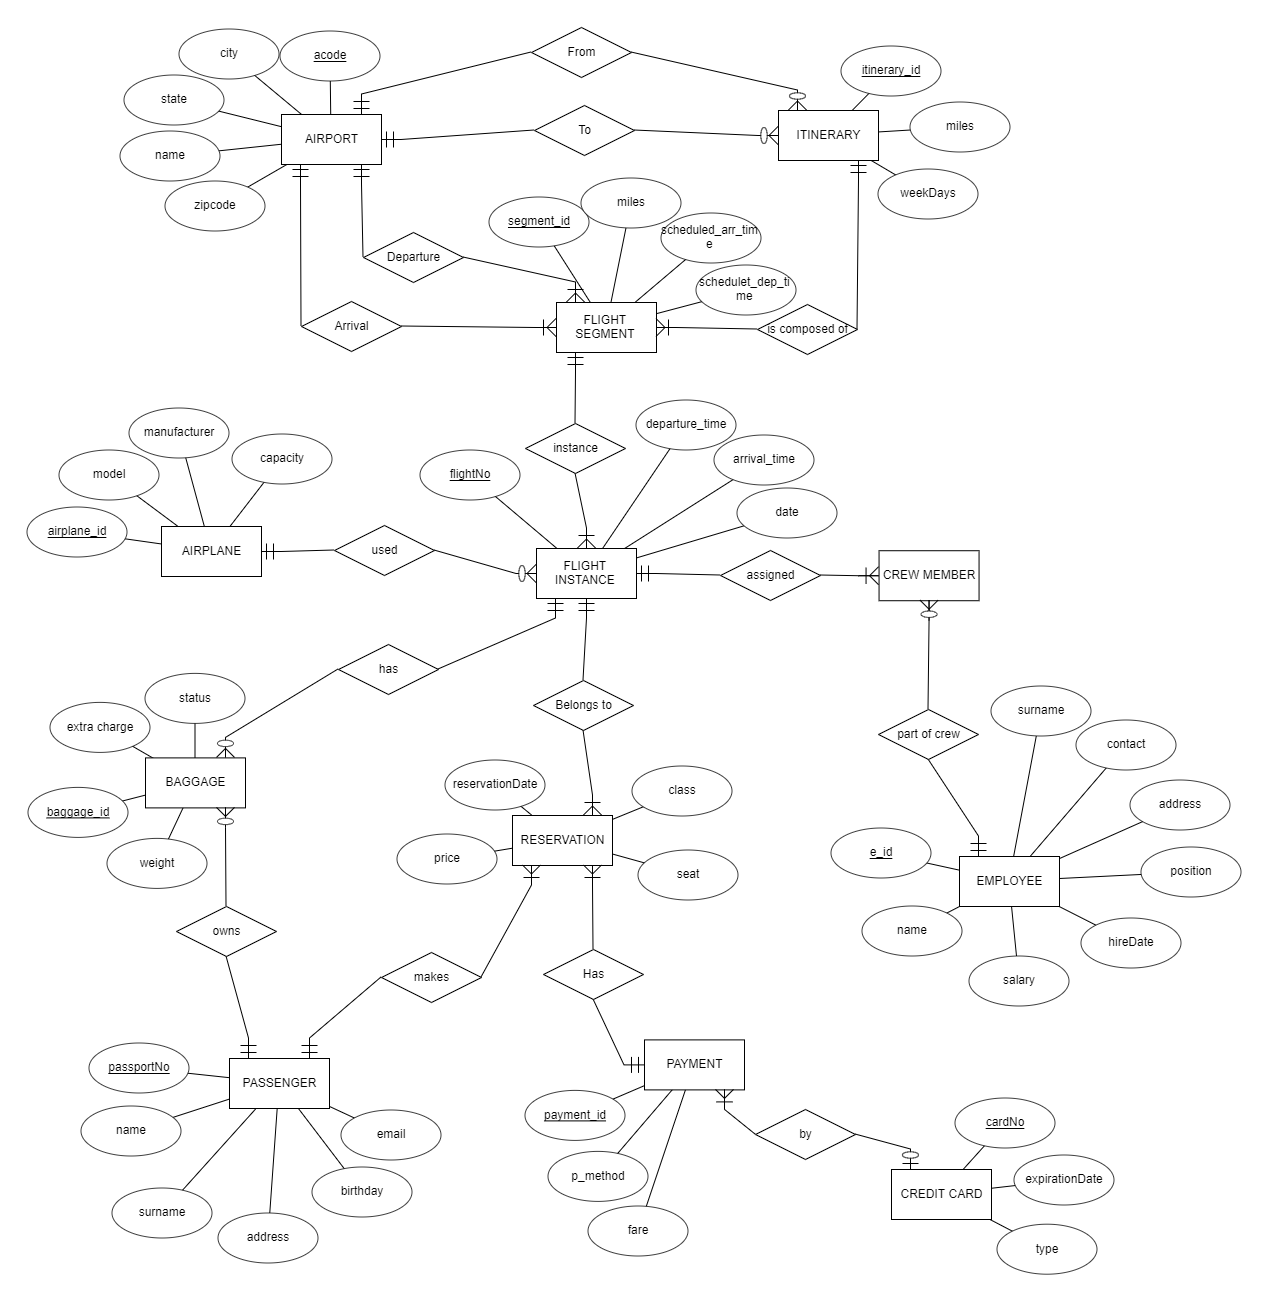 From
city
acode
itinerary_id
state
AIRPORT
To
ITINERARY
miles
name
zipcode
weekDays
segment_id
miles
scheduled_arr_tim
e
Departure
schedulet_dep_ti
me
Arrival
FLIGHT
SEGMENT
is composed of
manufacturer
departure_time
model
capacity
flightNo
instance
arrival_time
date
airplane_id
AIRPLANE
used
FLIGHT
INSTANCE
assigned
CREW MEMBER
has
status
extra charge
Belongs to
surname
part of crew
contact
BAGGAGE
reservationDate
class
address
baggage_id
RESERVATION
weight
price
seat
e_id
EMPLOYEE
position
owns
name
hireDate
makes
Has
salary
passportNo
PASSENGER
PAYMENT
name
email
payment_id
by
cardNo
p_method
expirationDate
birthday
CREDIT CARD
surname
address
fare
type